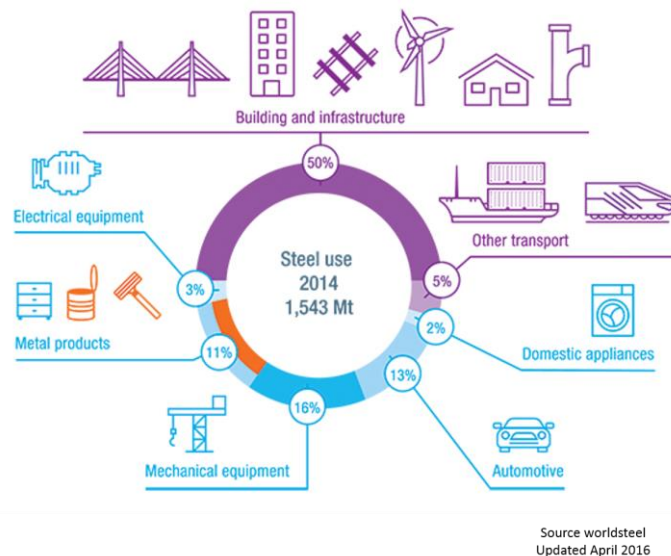 Building and infrastructure
50%
Electrical equipment
3%
Other transport
5%
Steel use
2014
1,543 Mt
Metal products
11%
2%
Domestic appliances
13%
16%
Mechanical equipment
Automotive
Source worldsteel
Updated April 2016